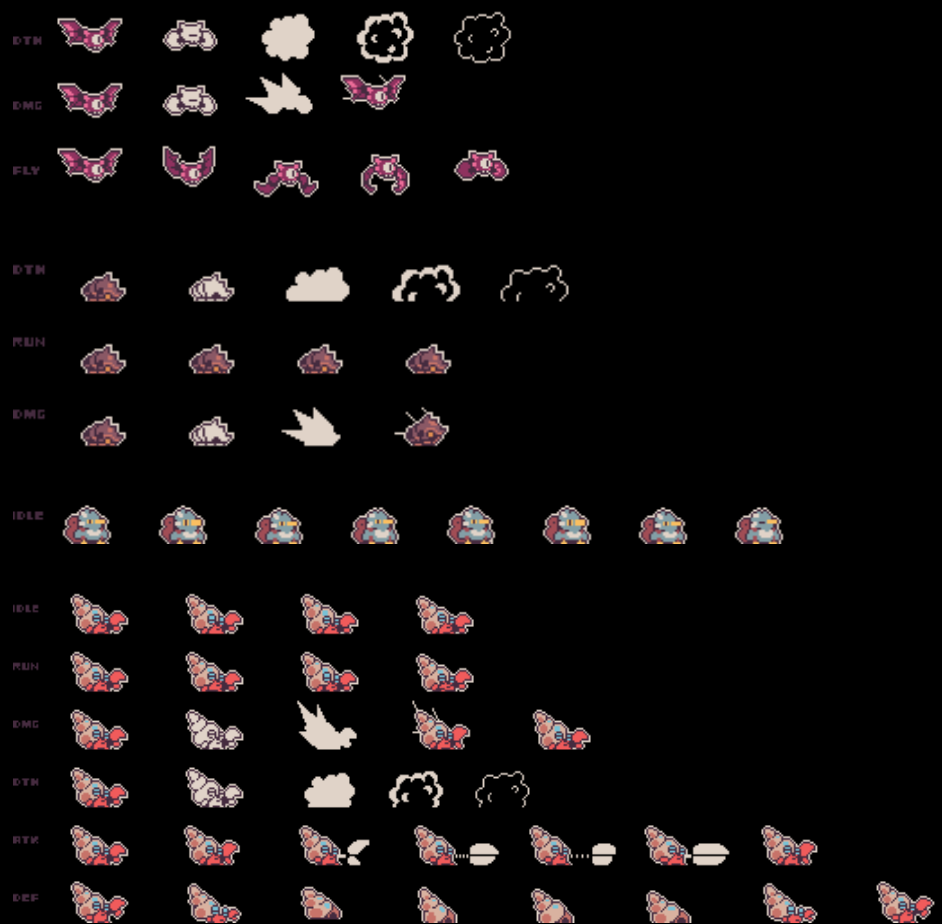 DTH
DMG
FLY
DTH
RUN
DMG
IDLE
IDLE
RUN
DMG
DTH
ATK
DEF